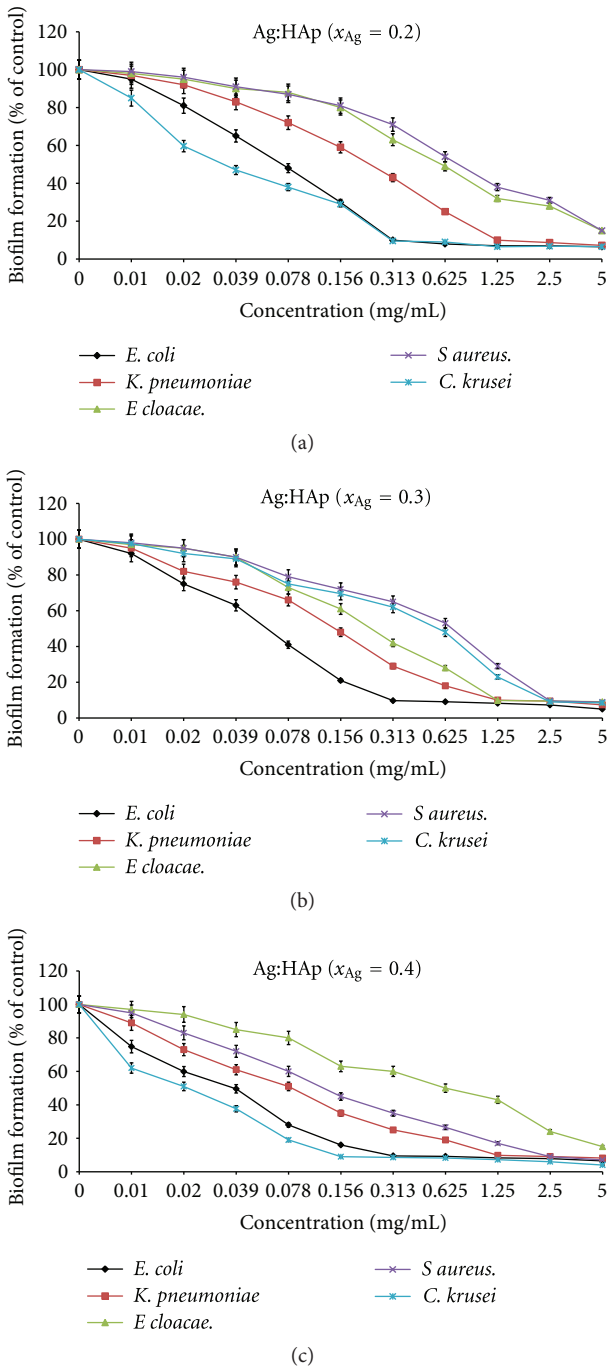 Ag:HAp (xAg = 0.2)
Biofilm formation (% of control)
120
100
80
60
40
20
0
0 0.01 0.02 0.039 0.078 0.156 0.313 0.625 1.25 2.5 5
Concentration (mg/mL)
E. coli
K. pneumoniae
E cloacae.
S aureus.
C. krusei
(a)
Ag:HAp (xAg = 0.3)
Biofilm formation (% of control)
120
100
80
60
40
20
0
0 0.01 0.02 0.039 0.078 0.156 0.313 0.625 1.25 2.5 5
Concentration (mg/mL)
E. coli
K. pneumoniae
E cloacae.
S aureus.
C. krusei
(b)
Ag:HAp (xAg = 0.4)
Biofilm formation (% of control)
120
100
80
60
40
20
0
0 0.01 0.02 0.039 0.078 0.156 0.313 0.625 1.25 2.5 5
Concentration (mg/mL)
E. coli
K. pneumoniae
E cloacae.
S aureus.
C. krusei
(c)